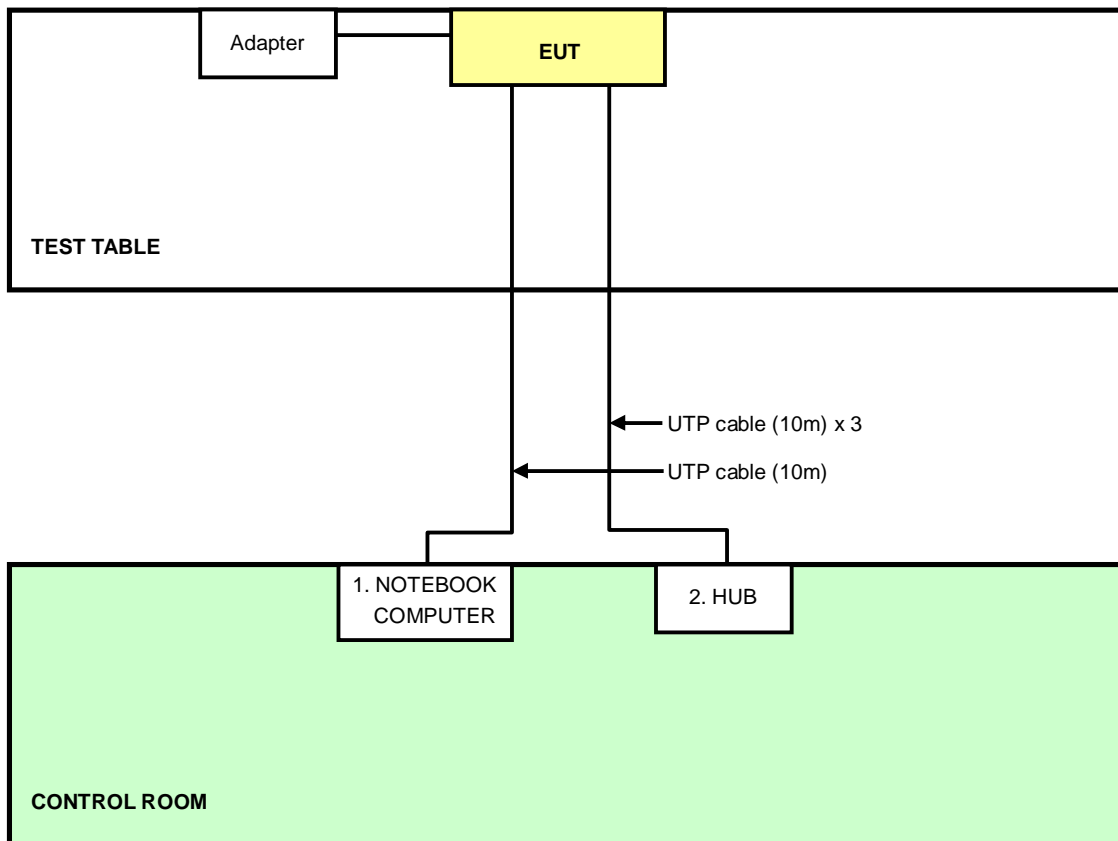 Adapter
EUT
TEST TABLE
UTP cable (10m) x 3
UTP cable (10m)
1. NOTEBOOK
COMPUTER
2. HUB
CONTROL ROOM